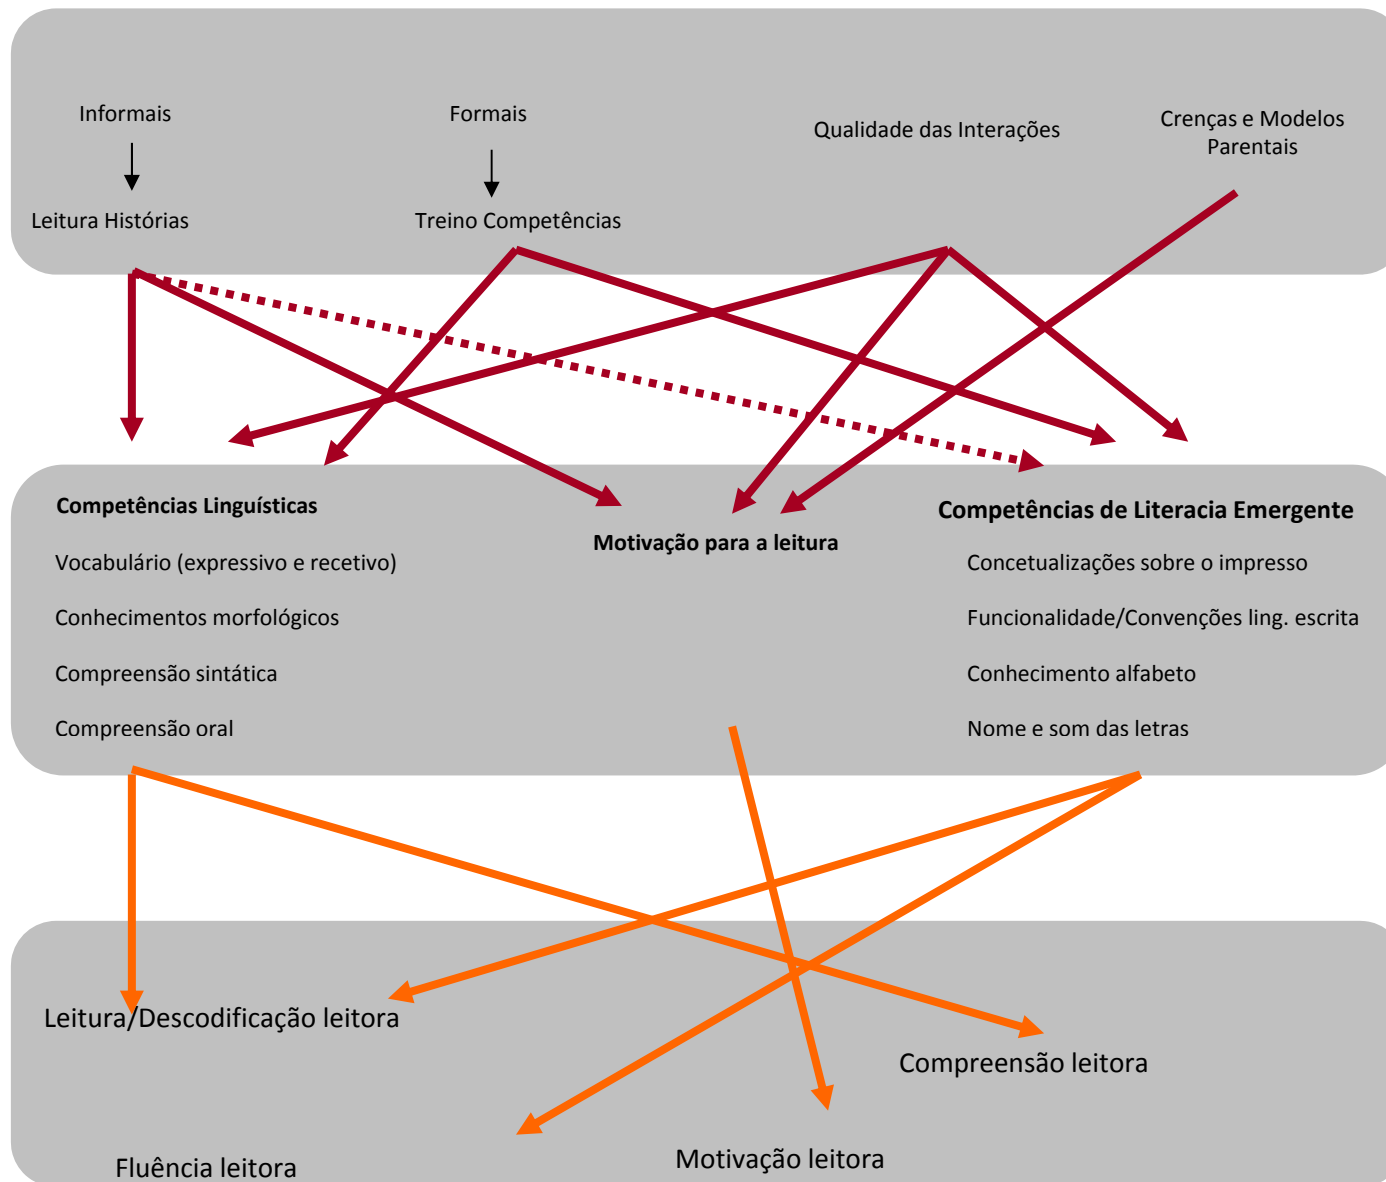 Informais
Formais
Qualidade das Interações
Crenças e Modelos
Parentais
Leitura Histórias
Treino Competências
Competências Linguísticas
Vocabulário (expressivo e recetivo)
Conhecimentos morfológicos
Compreensão sintática
Compreensão oral
Motivação para a leitura
Competências de Literacia Emergente
Concetualizações sobre o impresso
Funcionalidade/Convenções ling. escrita
Conhecimento alfabeto
Nome e som das letras
Leitura/Descodificação leitora
Compreensão leitora
Fluência leitora
Motivação leitora